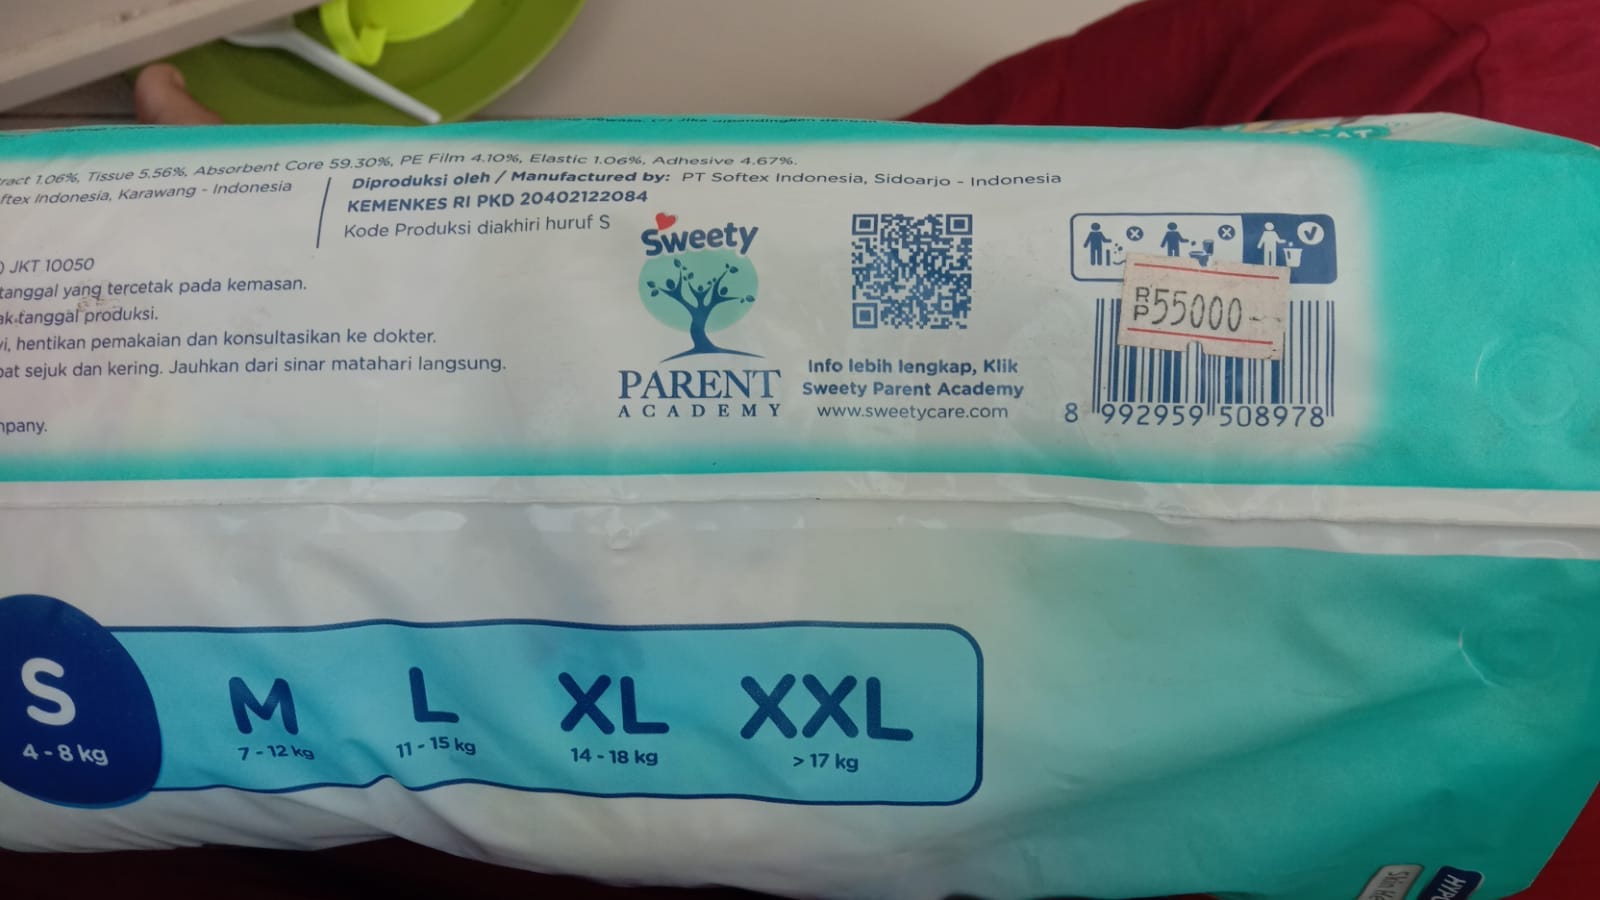 ract 1.06%, Tissue 5.56%, Absorbent Core 59.30%, PE Film 4.10%, Elastic 1.06%, Adhesive 4.67%.
ftex Indonesia, Karawang - Indonesia
Diproduksi oleh / Manufactured by: PT Softex Indonesia, Sidoarjo - Indonesia
KEMENKES RI PKD 20402122084
Kode Produksi diakhiri huruf S
) JKT 10050
tanggal yang tercetak pada kemasan.
ak tanggal produksi.
i, hentikan pemakaian dan konsultasikan ke dokter.
pat sejuk dan kering. Jauhkan dari sinar matahari langsung.
mpany.
Sweety
PARENT
ACADEMY
Info lebih lengkap, Klik
Sweety Parent Academy
www.sweetycare.com
RP55000-
8 992959 508978
S
4 - 8 kg
M
7 - 12 kg
L
11 - 15 kg
XL
14 - 18 kg
XXL
> 17 kg
HYPO